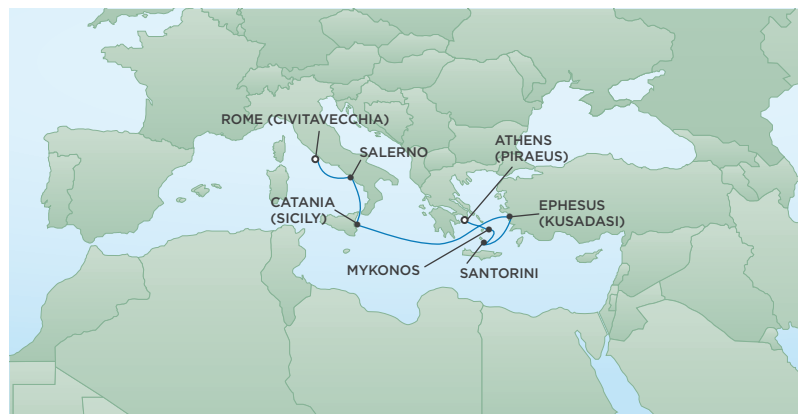 ROME (CIVITAVECCHIA)
SALERNO
ATHENS
(PIRAEUS)
CATANIA
(SICILY)
EPHESUS
(KUSADASI)
MYKONOS
SANTORINI